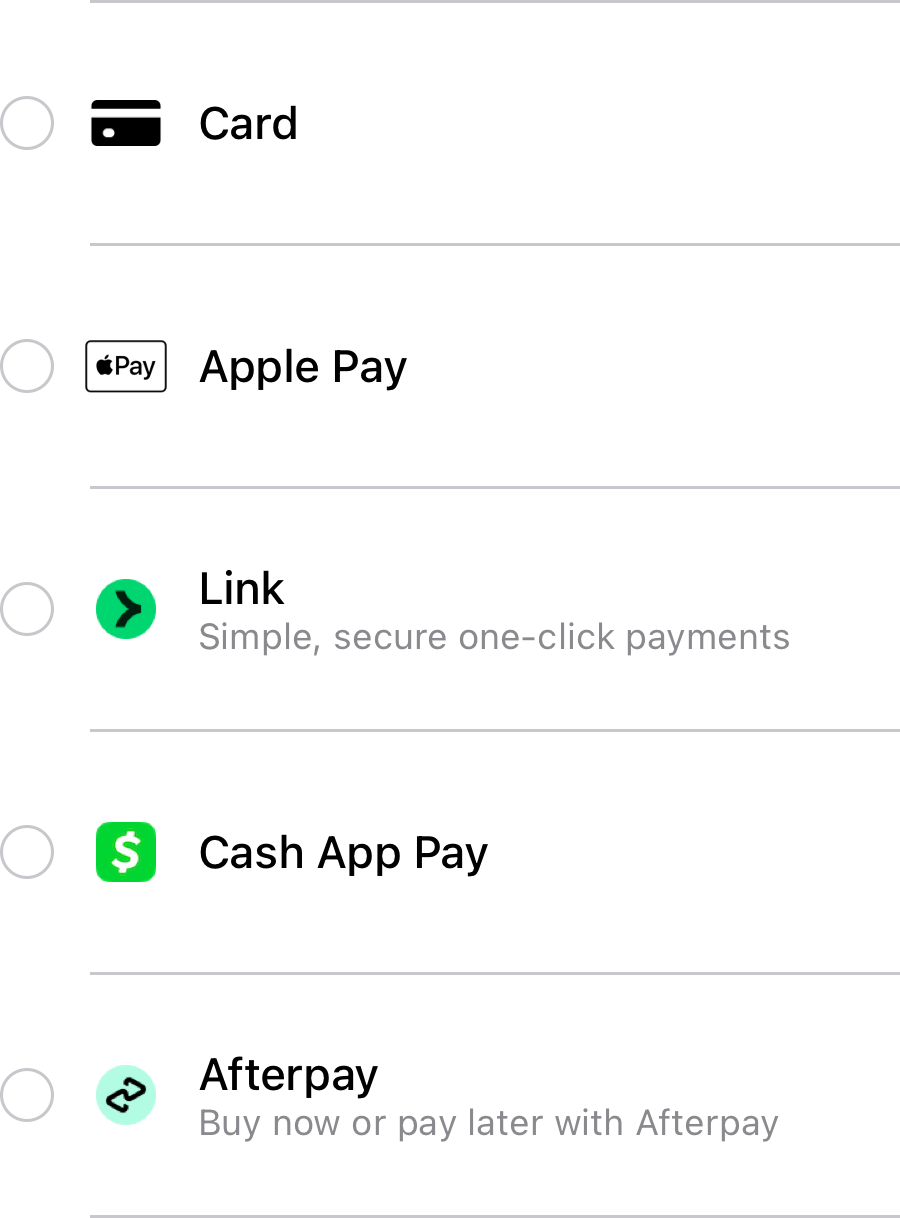 Card
Pay
Apple Pay
Link
Simple, secure one-click payments
$
Cash App Pay
Afterpay
Buy now or pay later with Afterpay